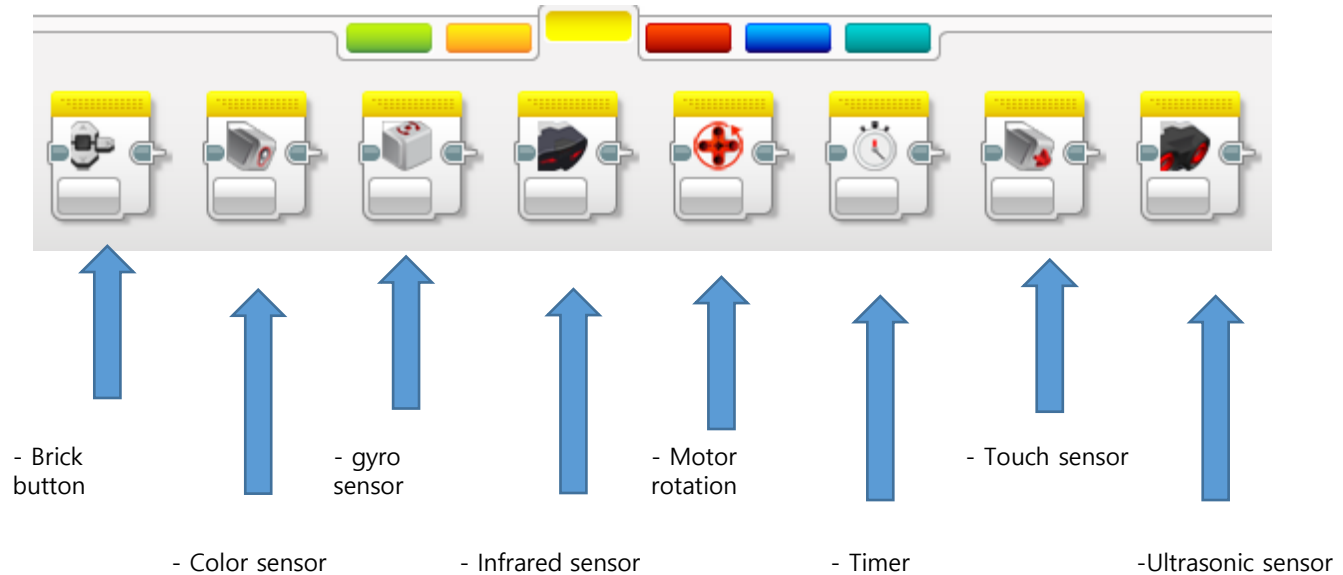 - Brick
button
- gyro
sensor
- Motor
rotation
- Touch sensor
- Color sensor
- Infrared sensor
- Timer
-Ultrasonic sensor